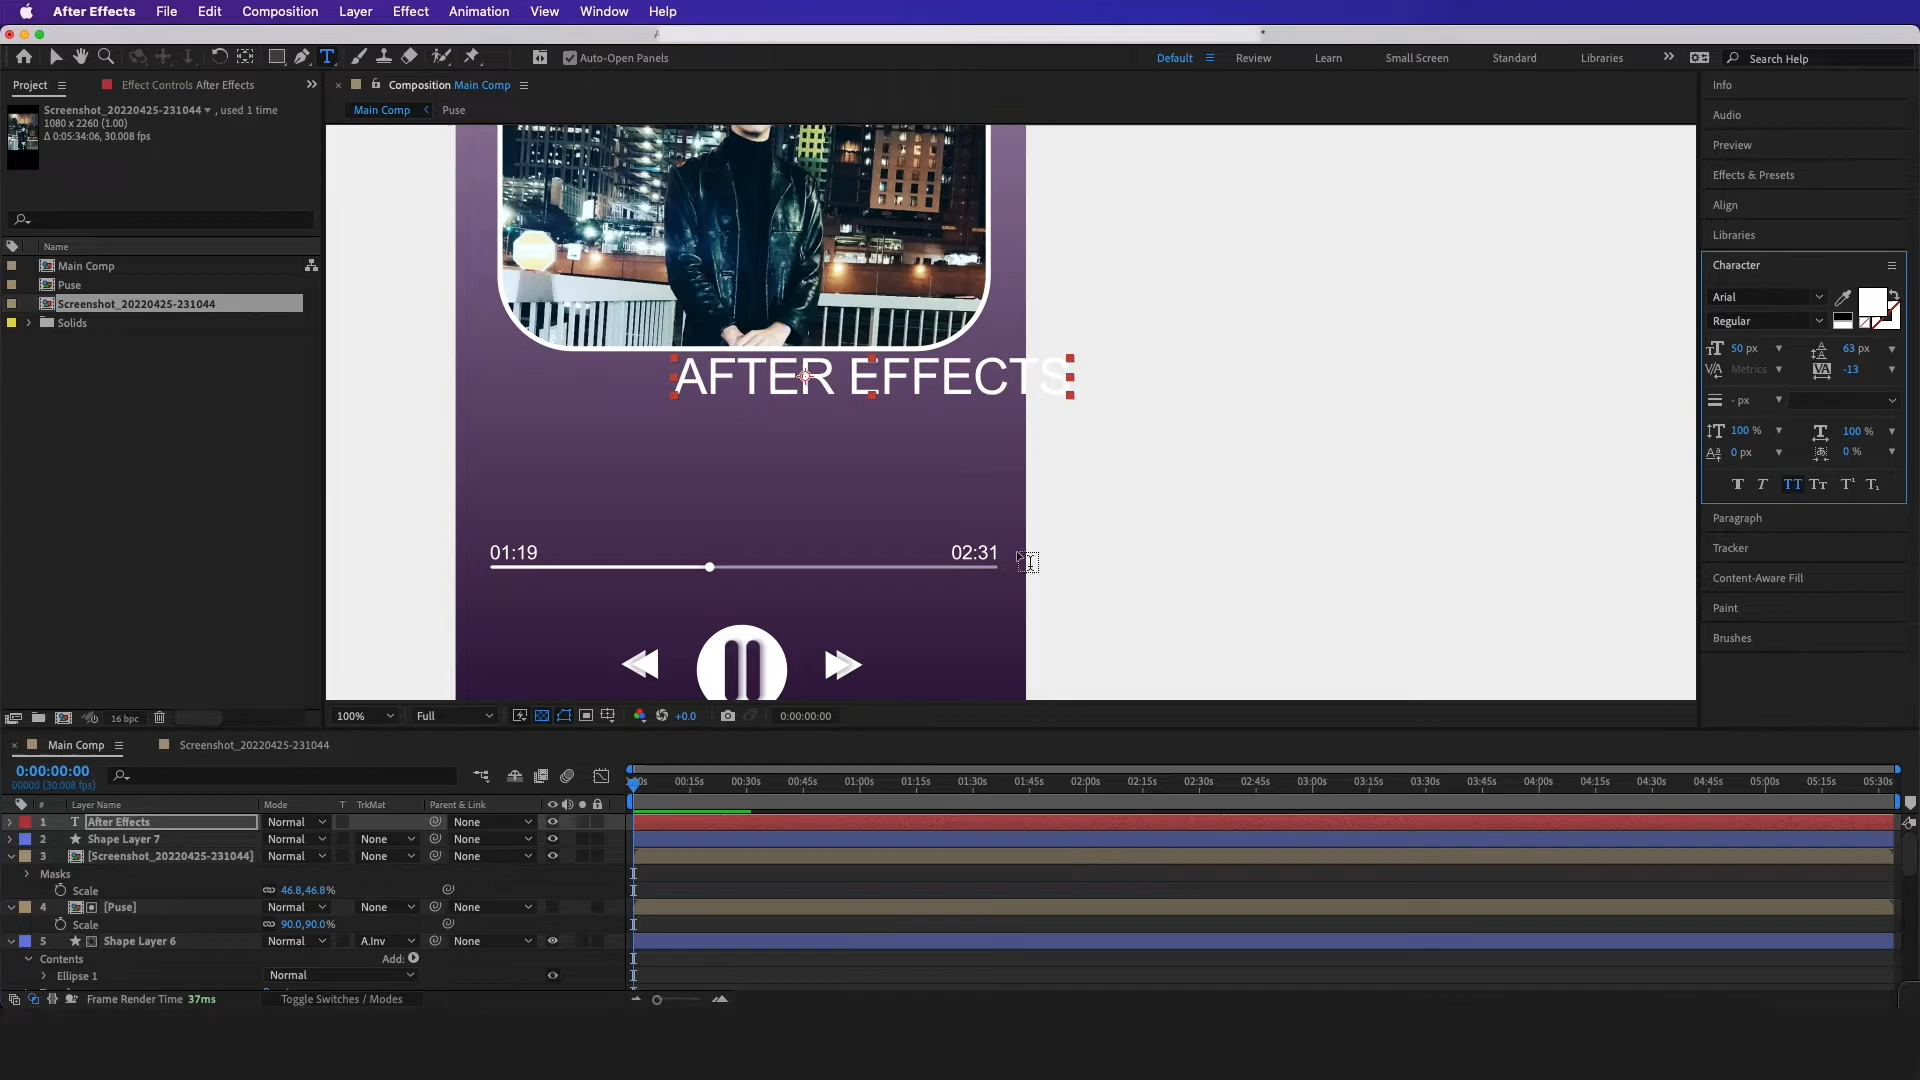 After Effects File Edit Composition Layer Effect Animation View Window Help
Auto-Open Panels Default Review Learn Small Screen Standard Libraries Search Help
Project Effect Controls After Effects
Composition Main Comp
Main Comp Puse
Screenshot_20220425-231044 , used 1 time
1080 x 2260 (1.00)
Δ 0:05:34:06, 30.008 fps
Name
Main Comp
Puse
Screenshot_20220425-231044
Solids
AFTER EFFECTS
01:19 02:31
Info
Audio
Preview
Effects & Presets
Align
Libraries
Character
Arial
Regular
50 px 63 px
Metrics -13
- px
100 % 100 %
0 px 0 %
T T TT Tт T¹ T₁
Paragraph
Tracker
Content-Aware Fill
Paint
Brushes
16 bpc
100% Full +0.0 0:00:00:00
Main Comp Screenshot_20220425-231044
0:00:00:00
00000 (30.008 fps)
00s 00:15s 00:30s 00:45s 01:00s 01:15s 01:30s 01:45s 02:00s 02:15s 02:30s 02:45s 03:00s 03:15s 03:30s 03:45s 04:00s 04:15s 04:30s 04:45s 05:00s 05:15s 05:30s
# Layer Name Mode T TrkMat Parent & Link
1 T After Effects Normal None
2 Shape Layer 7 Normal None None
3 [Screenshot_20220425-231044] Normal None None
Masks
Scale 46.8,46.8%
4 [Puse] Normal None None
Scale 90.0,90.0%
5 Shape Layer 6 Normal A.Inv None
Contents Add:
Ellipse 1 Normal
Frame Render Time 37ms Toggle Switches / Modes